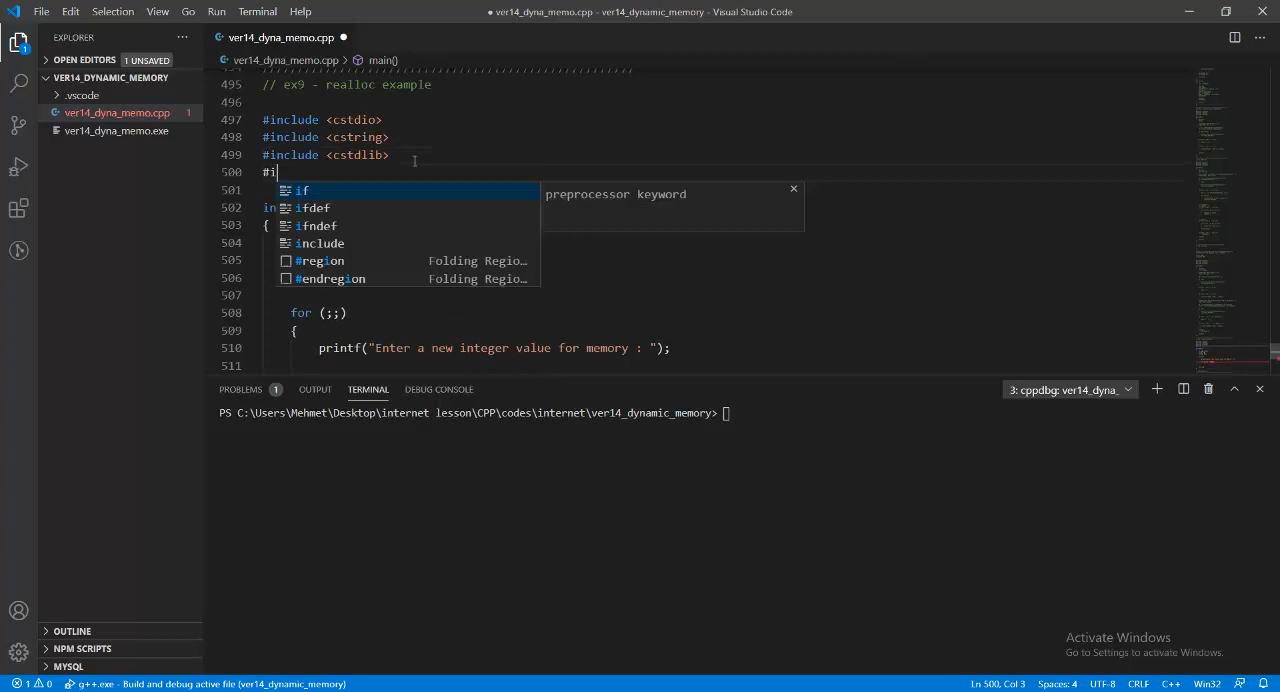 File Edit Selection View Go Run Terminal Help
● ver14_dyna_memo.cpp - ver14_dynamic_memory - Visual Studio Code
EXPLORER
OPEN EDITORS 1 UNSAVED
VER14_DYNAMIC_MEMORY
.vscode
ver14_dyna_memo.cpp 1
ver14_dyna_memo.exe
OUTLINE
NPM SCRIPTS
MYSQL
ver14_dyna_memo.cpp ●
ver14_dyna_memo.cpp > main()
495 // ex9 - realloc example
496
497 #include <cstdio>
498 #include <cstring>
499 #include <cstdlib>
500 #i
501
502 in
503 {
504
505
506
507
508 for (;;)
509 {
510 printf("Enter a new integer value for memory : ");
511
if
ifdef
ifndef
include
#region Folding Regio…
#endregion Folding Regio…
preprocessor keyword
PROBLEMS 1 OUTPUT TERMINAL DEBUG CONSOLE
3: cppdbg: ver14_dyna_
PS C:\Users\Mehmet\Desktop\internet lesson\CPP\codes\internet\ver14_dynamic_memory>
Activate Windows
Go to Settings to activate Windows.
1 0 g++.exe - Build and debug active file (ver14_dynamic_memory)
Ln 500, Col 3 Spaces: 4 UTF-8 CRLF C++ Win32